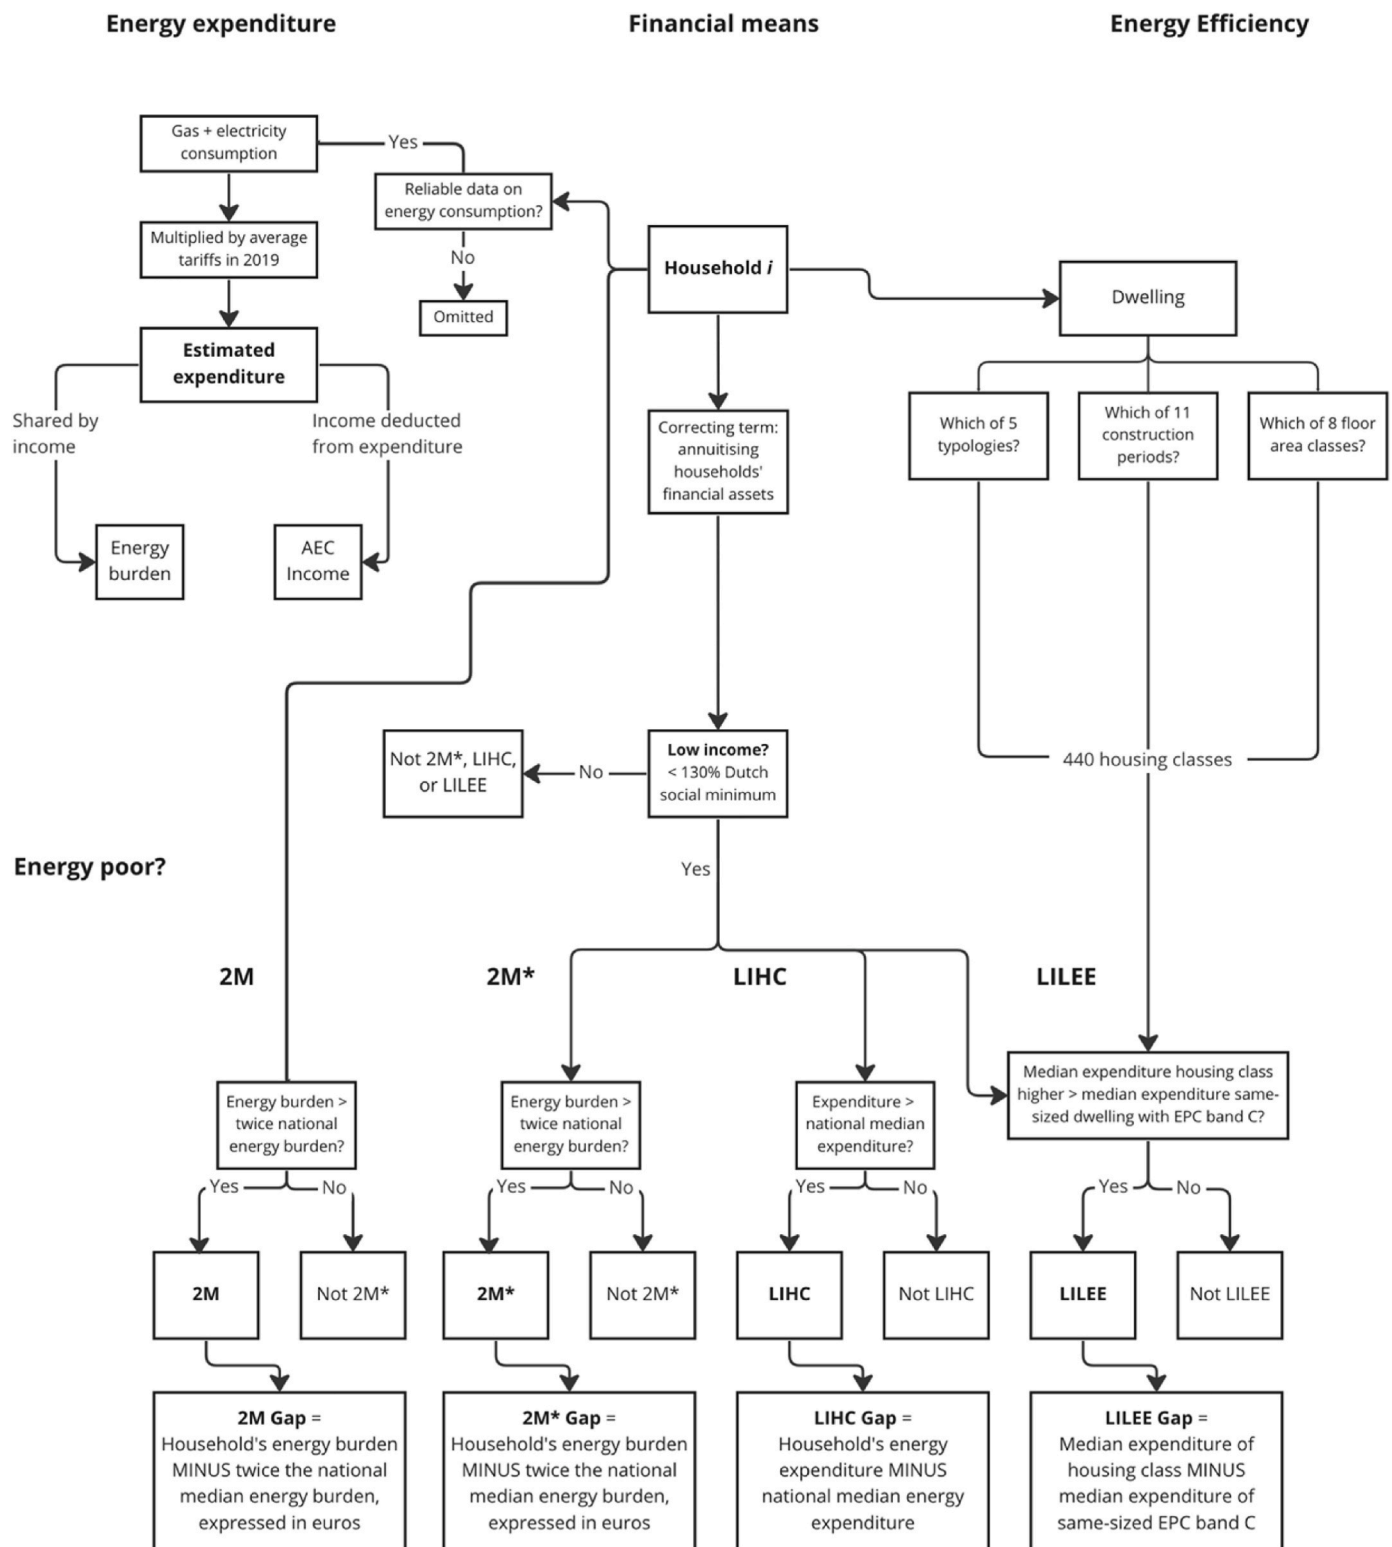 Energy expenditure
Financial means
Energy Efficiency
Gas + electricity
consumption
Yes
Reliable data on
energy consumption?
Multiplied by average
tariffs in 2019
No
Household i
Dwelling
Omitted
Estimated
expenditure
Shared by
income
Income deducted
from expenditure
Correcting term:
annuitising
households'
financial assets
Which of 5
typologies?
Which of 11
construction
periods?
Which of 8 floor
area classes?
Energy
burden
AEC
Income
Not 2M*, LIHC,
or LILEE
No
Low income?
< 130% Dutch
social minimum
440 housing classes
Energy poor?
Yes
2M
2M*
LIHC
LILEE
Energy burden >
twice national
energy burden?
Energy burden >
twice national
energy burden?
Expenditure >
national median
expenditure?
Median expenditure housing class
higher > median expenditure same-
sized dwelling with EPC band C?
Yes
No
Yes
No
Yes
No
Yes
No
2M
Not 2M*
2M*
Not 2M*
LIHC
Not LIHC
LILEE
Not LILEE
2M Gap =
Household's energy burden
MINUS twice the national
median energy burden,
expressed in euros
2M* Gap =
Household's energy burden
MINUS twice the national
median energy burden,
expressed in euros
LIHC Gap =
Household's energy
expenditure MINUS
national median energy
expenditure
LILEE Gap =
Median expenditure of
housing class MINUS
median expenditure of
same-sized EPC band C